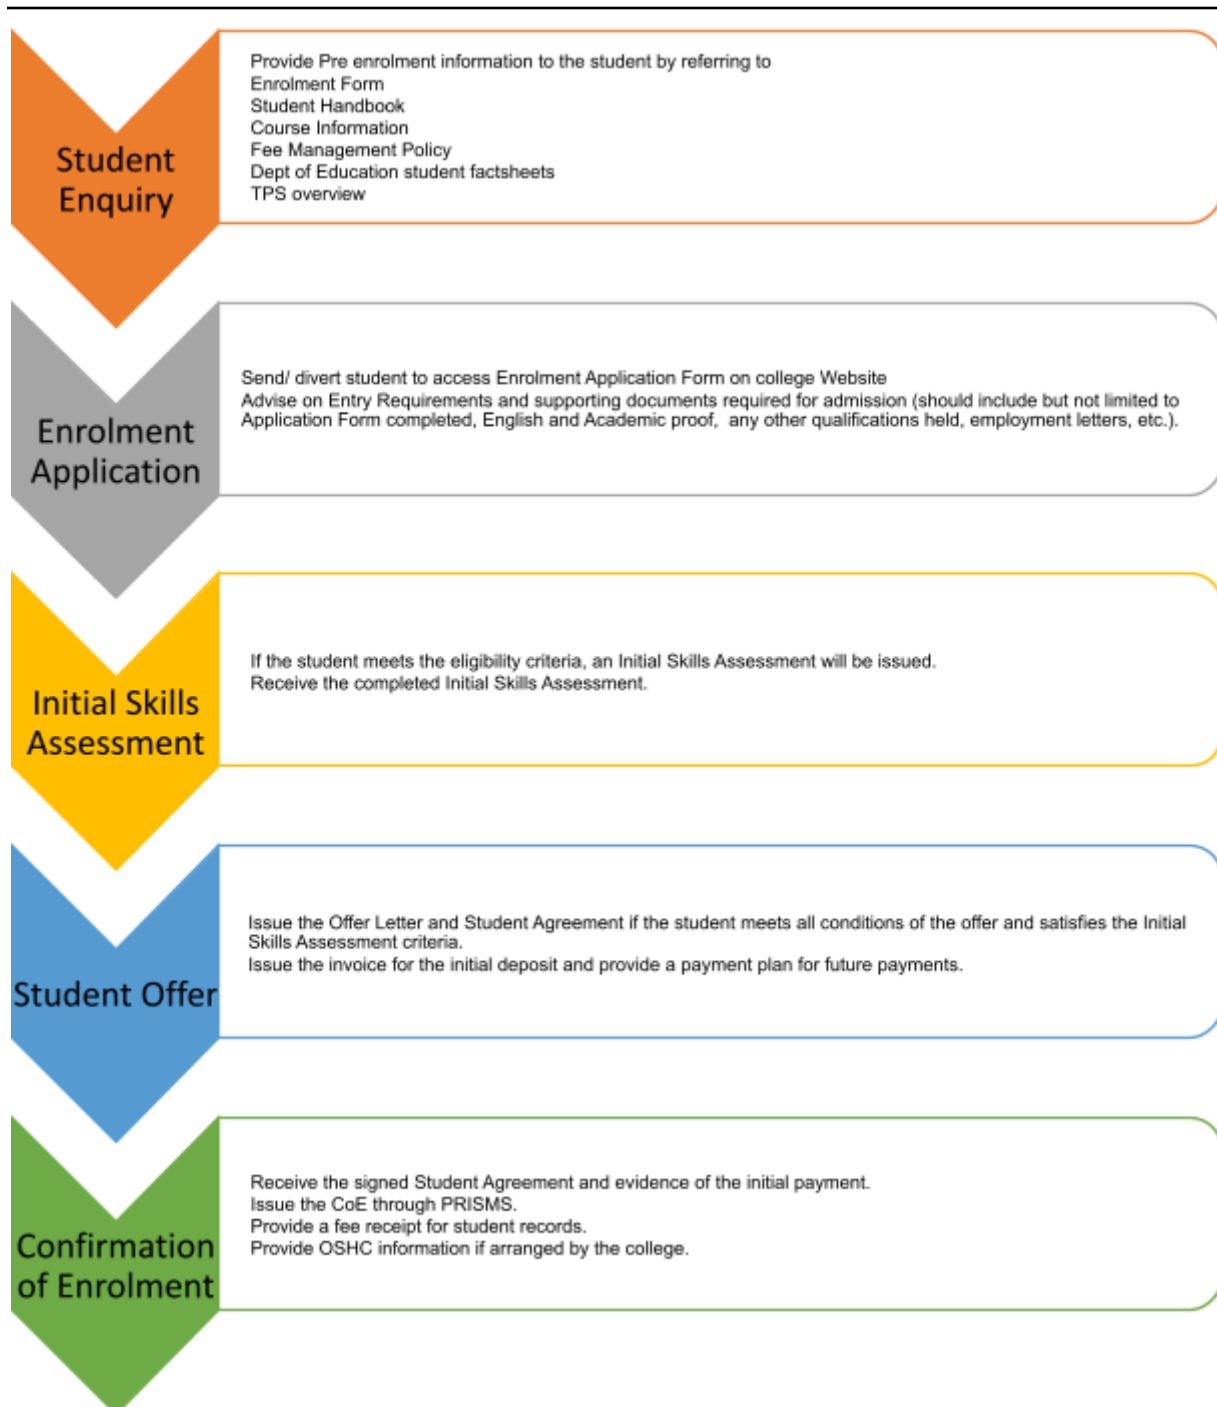 Student
Enquiry
Provide Pre enrolment information to the student by referring to
Enrolment Form
Student Handbook
Course Information
Fee Management Policy
Dept of Education student factsheets
TPS overview
Enrolment
Application
Send/ divert student to access Enrolment Application Form on college Website
Advise on Entry Requirements and supporting documents required for admission (should include but not limited to
Application Form completed, English and Academic proof,  any other qualifications held, employment letters, etc.).
Initial Skills
Assessment
If the student meets the eligibility criteria, an Initial Skills Assessment will be issued.
Receive the completed Initial Skills Assessment.
Student Offer
Issue the Offer Letter and Student Agreement if the student meets all conditions of the offer and satisfies the Initial
Skills Assessment criteria.
Issue the invoice for the initial deposit and provide a payment plan for future payments.
Confirmation
of Enrolment
Receive the signed Student Agreement and evidence of the initial payment.
Issue the CoE through PRISMS.
Provide a fee receipt for student records.
Provide OSHC information if arranged by the college.